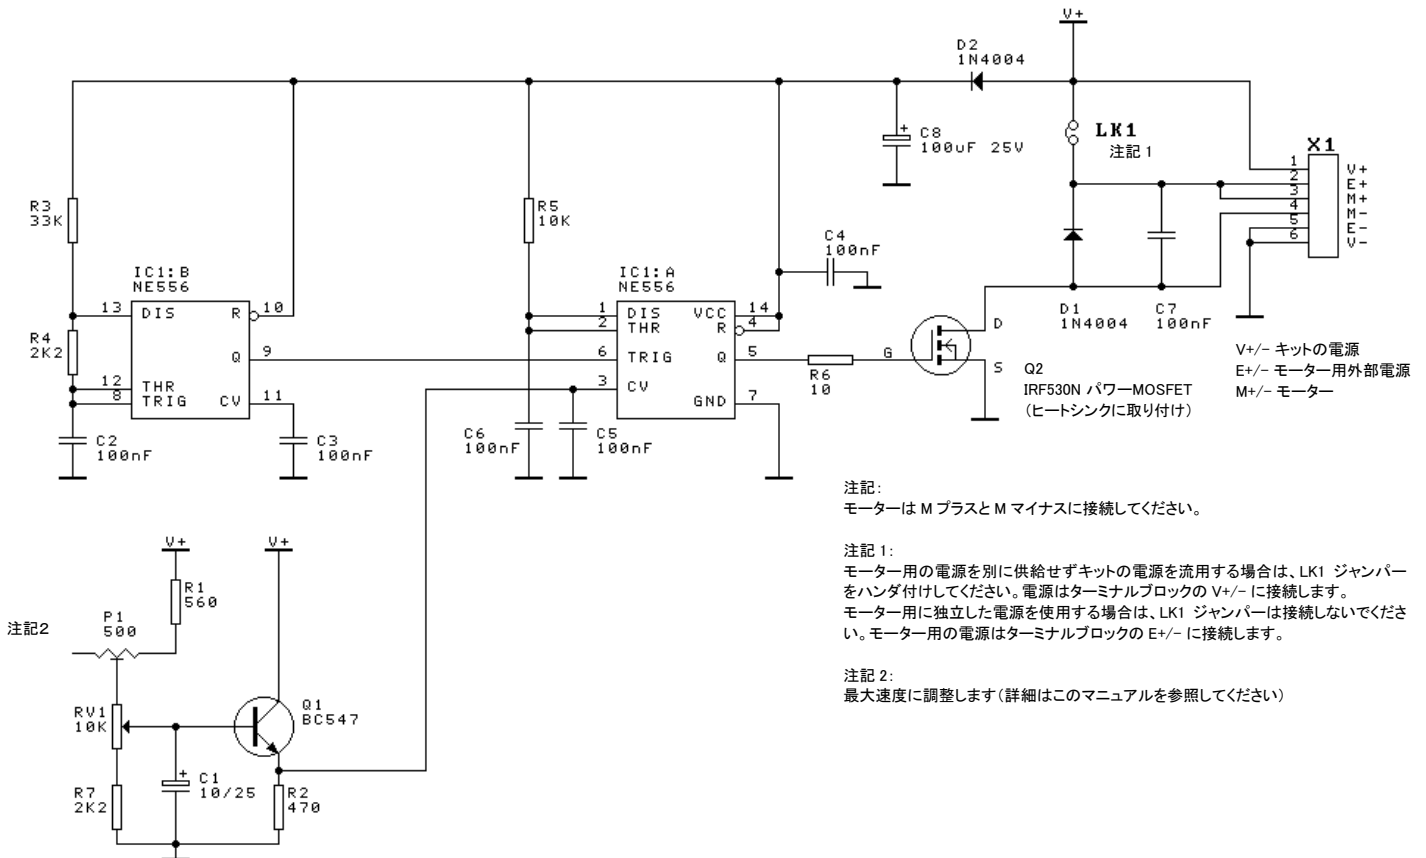 V+
D2
1N4004
C8
100uF 25V
+
LK1
注記 1
X1
1
2
3
4
5
6
V+
E+
M+
M-
E-
V-
R3
33K
R5
10K
C4
100nF
IC1:B
NE556
13
DIS
R
10
R4
2K2
Q
9
12
THR
8
TRIG
CV
11
C2
100nF
C3
100nF
IC1:A
NE556
1
DIS
VCC
14
2
THR
R
4
6
TRIG
Q
5
3
CV
GND
7
R6
10
G
D
S
C6
100nF
C5
100nF
D1
1N4004
C7
100nF
Q2
IRF530N パワーMOSFET
(ヒートシンクに取り付け)
V+/- キットの電源
E+/- モーター用外部電源
M+/- モーター
注記:
モーターは M プラスと M マイナスに接続してください。
注記 1:
モーター用の電源を別に供給せずキットの電源を流用する場合は、LK1 ジャンパー
をハンダ付けしてください。電源はターミナルブロックの V+/- に接続します。
モーター用に独立した電源を使用する場合は、LK1 ジャンパーは接続しないでくださ
い。モーター用の電源はターミナルブロックの E+/- に接続します。
注記 2:
最大速度に調整します(詳細はこのマニュアルを参照してください)
V+
V+
R1
560
注記2
P1
500
RV1
10K
Q1
BC547
+
C1
10/25
R7
2K2
R2
470